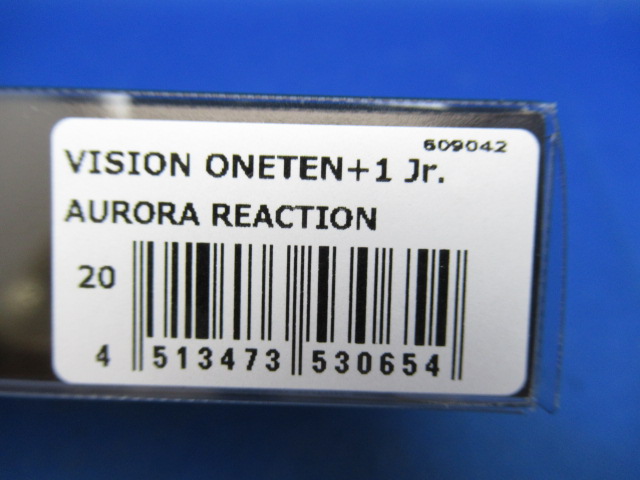 609042
VISION ONETEN+1 Jr.
AURORA REACTION
20
4 513473 530654